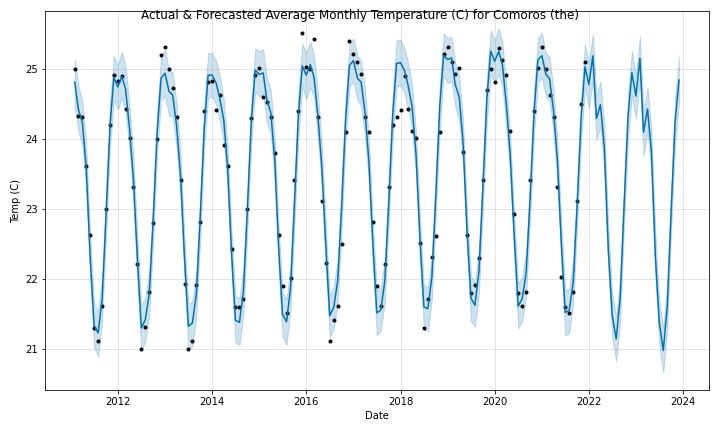 Actual & Forecasted Average Monthly Temperature (C) for Comoros (the)
25
24
23
22
21
Temp (C)
2012 2014 2016 2018 2020 2022 2024
Date